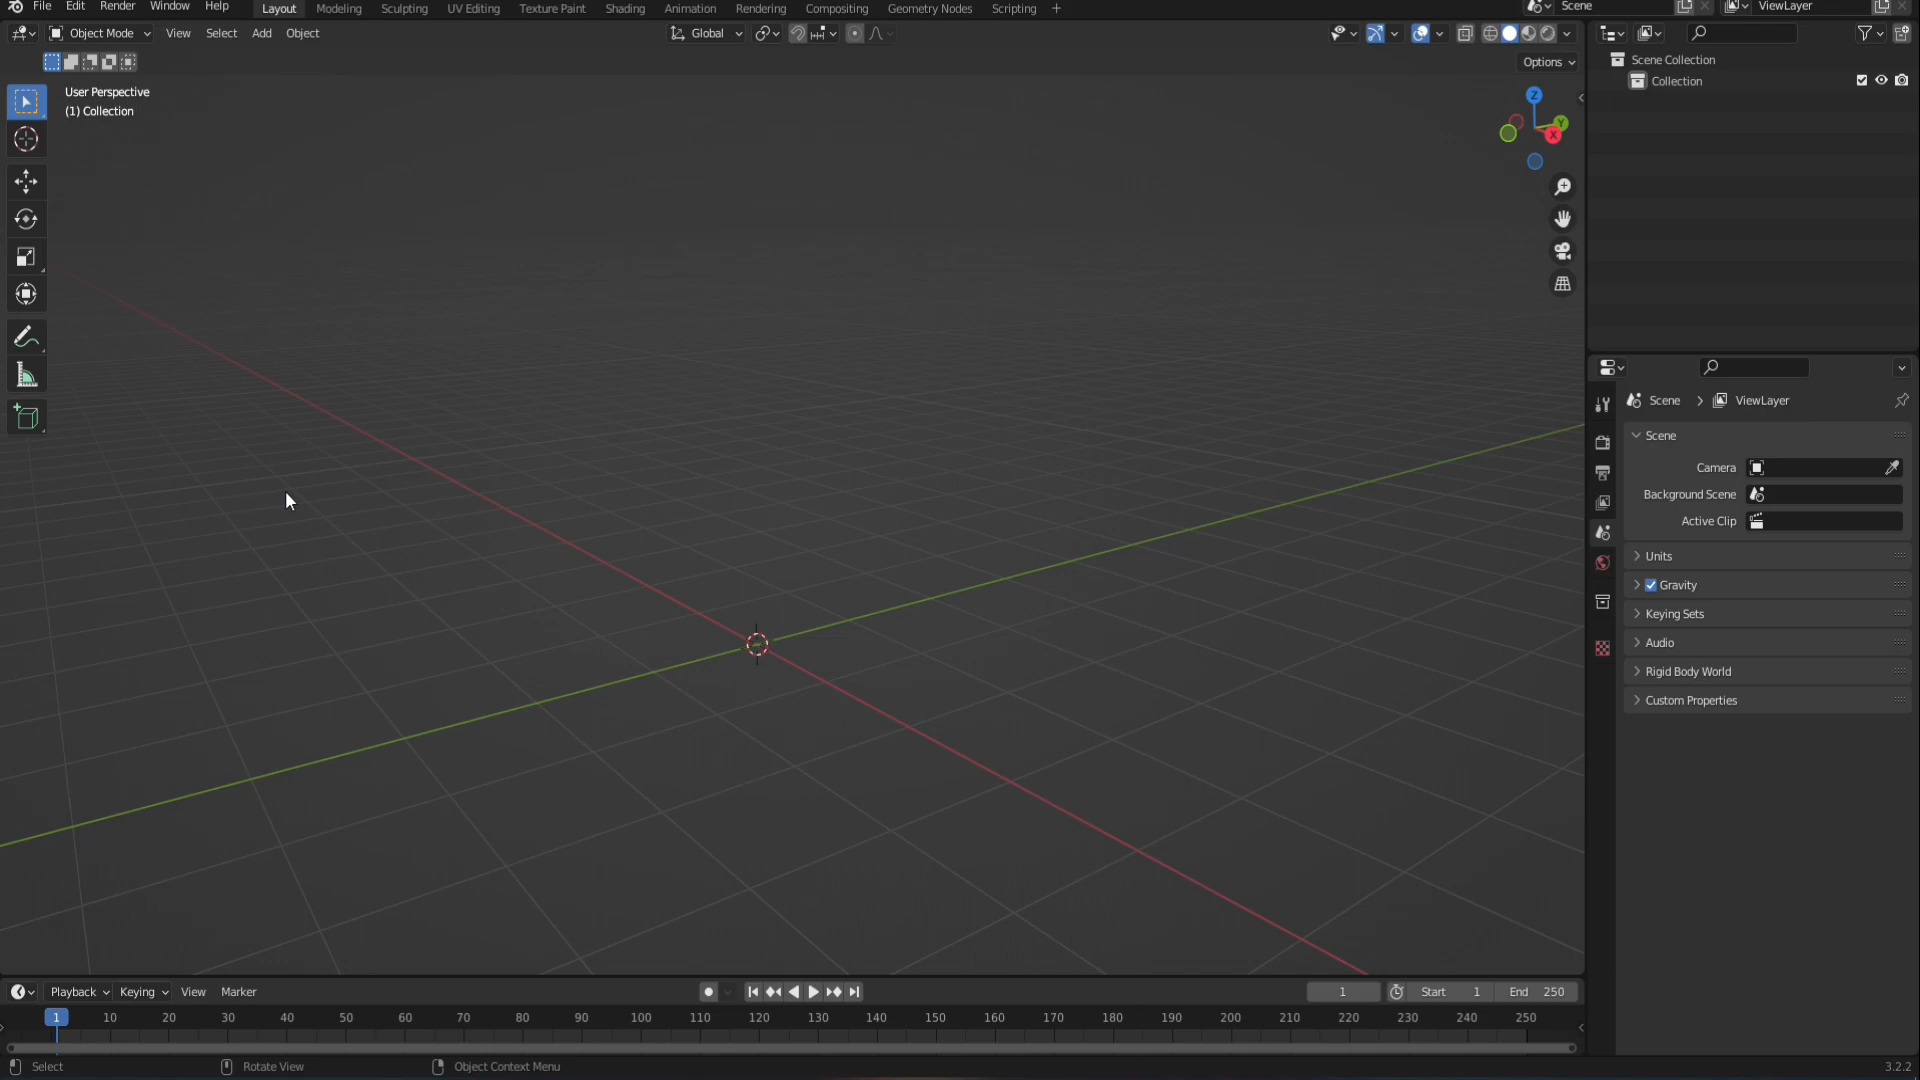 File Edit Render Window Help Layout Modeling Sculpting UV Editing Texture Paint Shading Animation Rendering Compositing Geometry Nodes Scripting + Scene ViewLayer
Object Mode View Select Add Object Global
Options
User Perspective
(1) Collection
Z
Y
X
Scene Collection
Collection
Scene > ViewLayer
Scene
Camera
Background Scene
Active Clip
Units
Gravity
Keying Sets
Audio
Rigid Body World
Custom Properties
Playback Keying View Marker 1 Start 1 End 250
1 10 20 30 40 50 60 70 80 90 100 110 120 130 140 150 160 170 180 190 200 210 220 230 240 250
Select Rotate View Object Context Menu 3.2.2